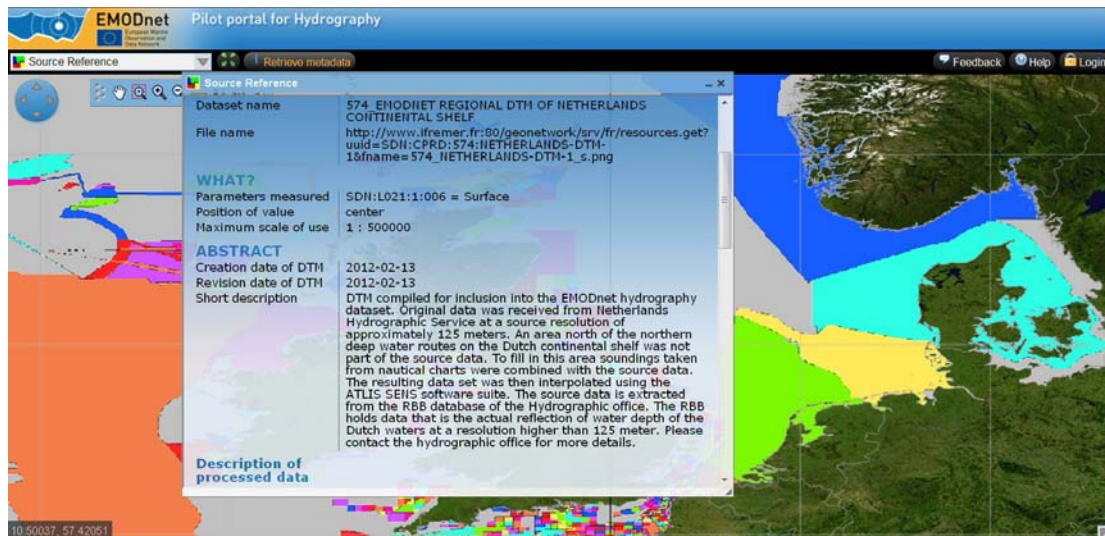 EMODnet
European Marine
Observation and
Data Network
Pilot portal for Hydrography
Source Reference
Retrieve metadata
Feedback
Help
Login
Source Reference
Dataset name
574_EMODNET REGIONAL DTM OF NETHERLANDS
CONTINENTAL SHELF
File name
http://www.ifremer.fr:80/geonetwork/srv/fr/resources.get?
uuid=SDN:CPRD:574:NETHERLANDS-DTM-
1&fname=574_NETHERLANDS-DTM-1_s.png
WHAT?
Parameters measured
SDN:L021:1:006 = Surface
Position of value
center
Maximum scale of use
1 : 500000
ABSTRACT
Creation date of DTM
2012-02-13
Revision date of DTM
2012-02-13
Short description
DTM compiled for inclusion into the EMODnet hydrography
dataset. Original data was received from Netherlands
Hydrographic Service at a source resolution of
approximately 125 meters. An area north of the northern
deep water routes on the Dutch continental shelf was not
part of the source data. To fill in this area soundings taken
from nautical charts were combined with the source data.
The resulting data set was then interpolated using the
ATLIS SENS software suite. The source data is extracted
from the RBB database of the Hydrographic office. The RBB
holds data that is the actual reflection of water depth of the
Dutch waters at a resolution higher than 125 meter. Please
contact the hydrographic office for more details.
Description of
processed data
10.50037, 57.42051